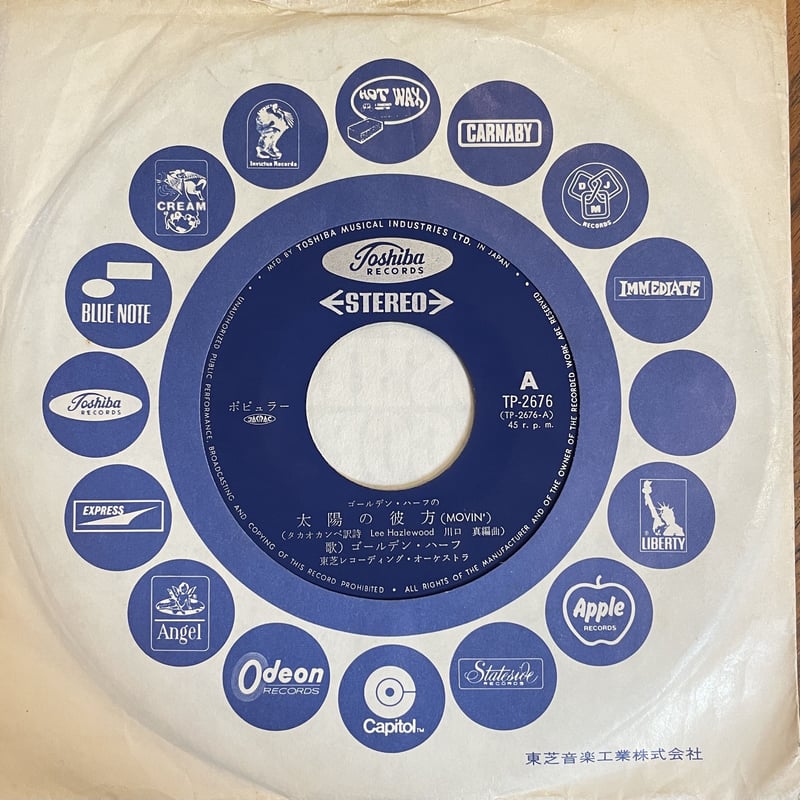 HOT WAX
CARNABY
DJM
RECORDS
IMMEDIATE
LIBERTY
Apple
RECORDS
Stateside
RECORDS
Capitol™
Odeon
RECORDS
Angel
EXPRESS
Toshiba
RECORDS
BLUE NOTE
CREAM
Invictus Records
• MFD BY TOSHIBA MUSICAL INDUSTRIES LTD. IN JAPAN •
Toshiba
RECORDS
STEREO
ポピュラー
A
TP-2676
(TP-2676-A)
45 r.p.m.
ゴールデン・ハーフの
太陽の彼方(MOVIN')
(タカオカンベ訳詩 Lee Hazlewood 川口 真編曲)
歌)ゴールデン・ハーフ
東芝レコーディング・オーケストラ
• UNAUTHORIZED PUBLIC PERFORMANCE, BROADCASTING AND COPYING OF THIS RECORD PROHIBITED • ALL RIGHTS OF THE MANUFACTURER AND OF THE OWNER OF THE RECORDED WORK ARE RESERVED •
東芝音楽工業株式会社